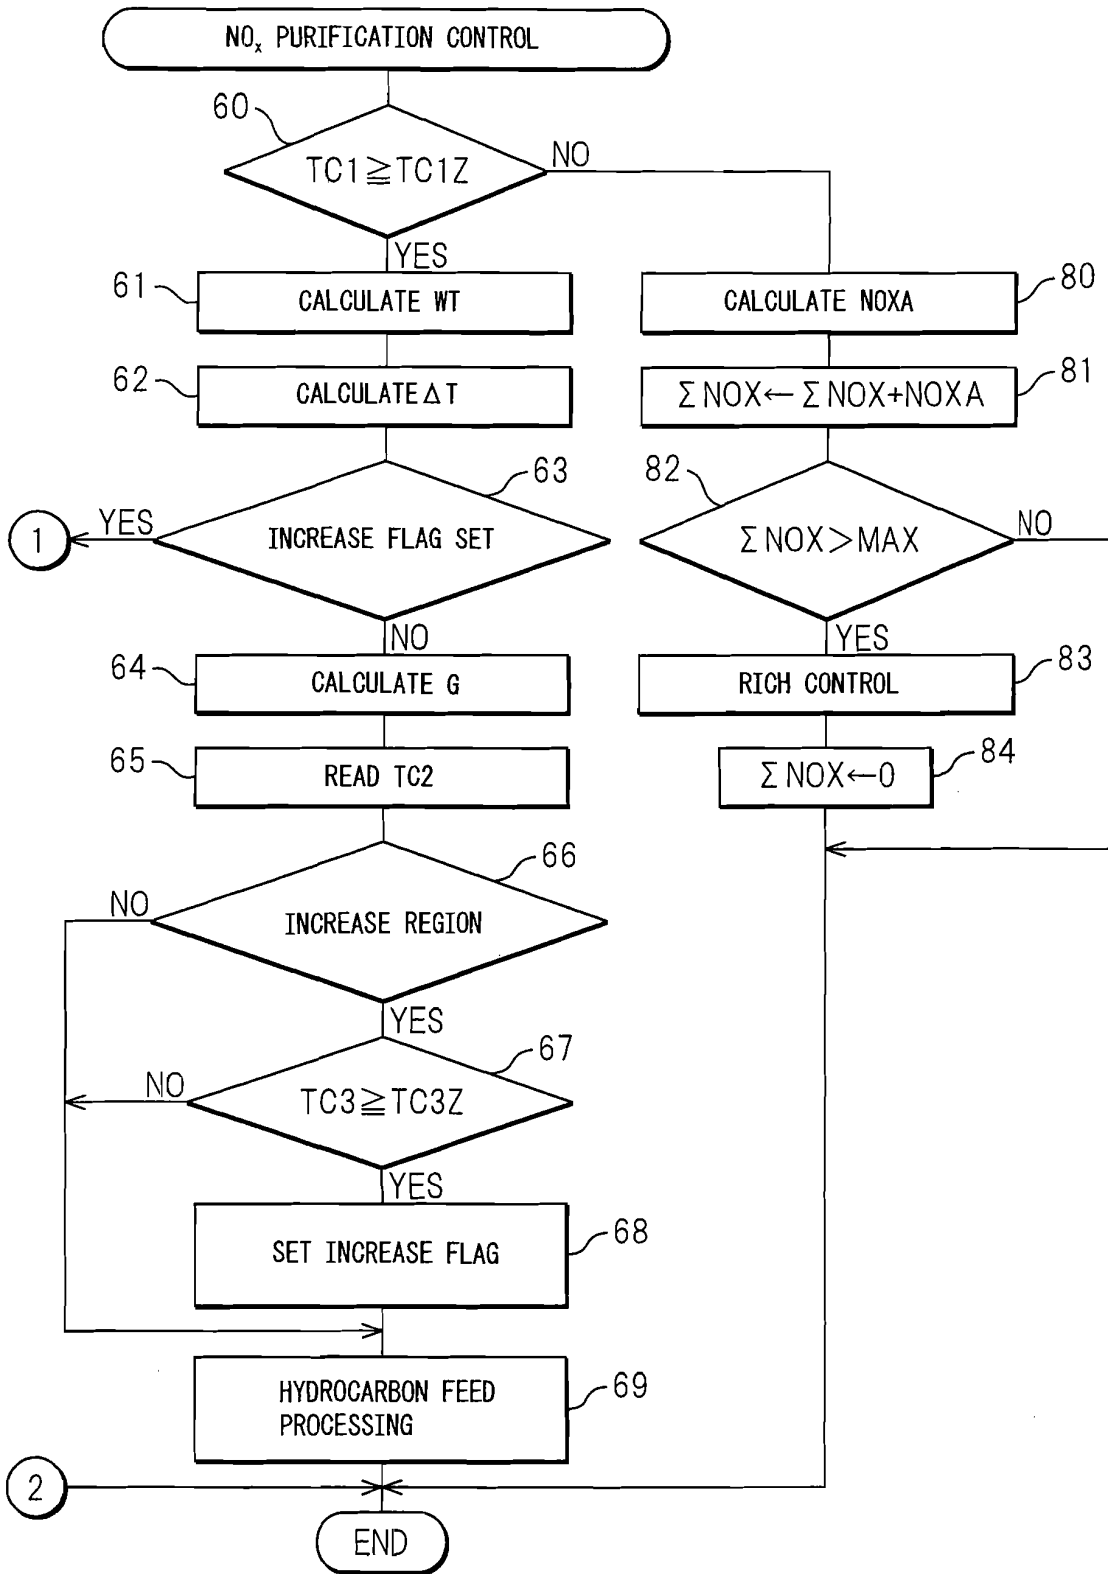 NOx PURIFICATION CONTROL
60
TC1≧TC1Z
NO
YES
61
CALCULATE WT
80
CALCULATE NOXA
62
CALCULATE ΔT
81
ΣNOX←ΣNOX+NOXA
63
82
1
YES
INCREASE FLAG SET
ΣNOX>MAX
NO
NO
YES
64
CALCULATE G
83
RICH CONTROL
65
READ TC2
84
ΣNOX←0
66
NO
INCREASE REGION
YES
67
NO
TC3≧TC3Z
YES
68
SET INCREASE FLAG
69
HYDROCARBON FEED
PROCESSING
2
END